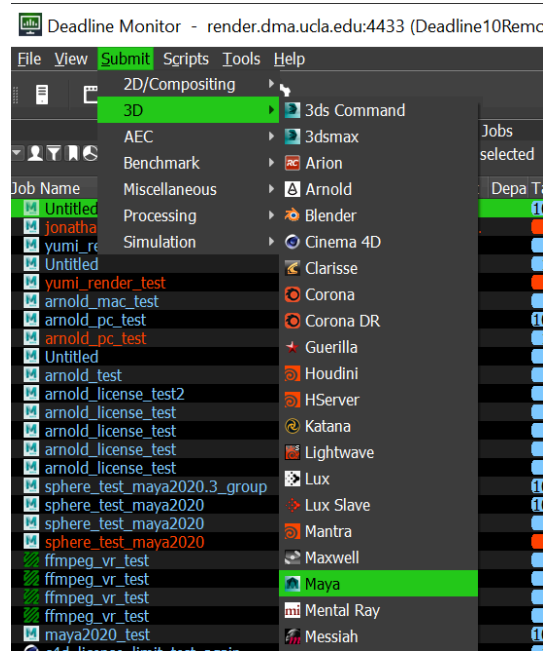 Deadline Monitor - render.dma.ucla.edu:4433 (Deadline10Remo
File View Submit Scripts Tools Help
2D/Compositing
3D
AEC
Benchmark
Miscellaneous
Processing
Simulation
3ds Command
3dsmax
Arion
Arnold
Blender
Cinema 4D
Clarisse
Corona
Corona DR
Guerilla
Houdini
HServer
Katana
Lightwave
Lux
Lux Slave
Mantra
Maxwell
Maya
Mental Ray
Messiah
Jobs
selected
Job Name Depa Ta
Untitled
jonatha
yumi_re
Untitled
yumi_render_test
arnold_mac_test
arnold_pc_test
arnold_pc_test
Untitled
arnold_test
arnold_license_test2
arnold_license_test
arnold_license_test
arnold_license_test
arnold_license_test
sphere_test_maya2020.3_group
sphere_test_maya2020
sphere_test_maya2020
sphere_test_maya2020
ffmpeg_vr_test
ffmpeg_vr_test
ffmpeg_vr_test
ffmpeg_vr_test
maya2020_test